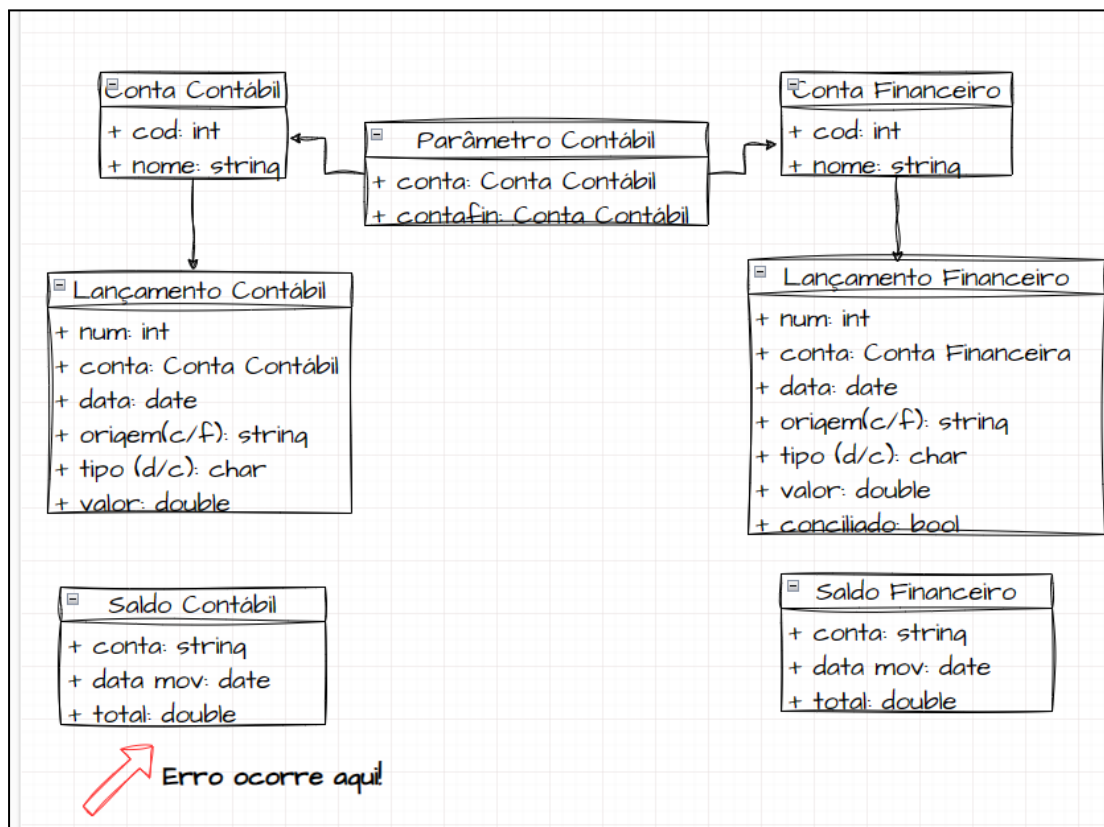 Conta Contábil
+ cod: int
+ nome: string
Parâmetro Contábil
+ conta: Conta Contábil
+ contafin: Conta Contábil
Conta Financeiro
+ cod: int
+ nome: string
Lançamento Contábil
+ num: int
+ conta: Conta Contábil
+ data: date
+ origem(c/f): string
+ tipo (d/c): char
+ valor: double
Lançamento Financeiro
+ num: int
+ conta: Conta Financeira
+ data: date
+ origem(c/f): string
+ tipo (d/c): char
+ valor: double
+ conciliado: bool
Saldo Contábil
+ conta: string
+ data mov: date
+ total: double
Saldo Financeiro
+ conta: string
+ data mov: date
+ total: double
Erro ocorre aqui!